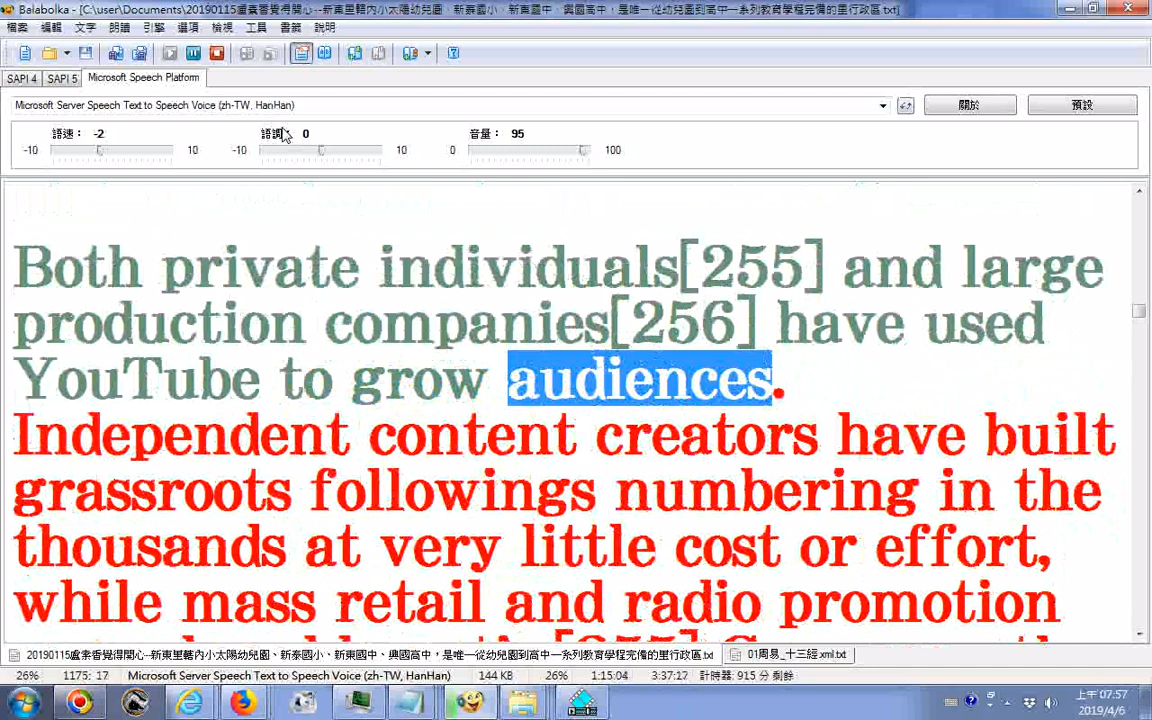 Balabolka - [C:\user\Documents\20190115盧紊香覺得開心--新東里轄內小太陽幼兒園、新泰國小、新東國中、興國高中，是唯一從幼兒園到高中一系列教育學程完備的里行政區.txt]
檔案 編輯 文字 朗讀 引擎 選項 檢視 工具 書籤 說明
SAPI 4 SAPI 5 Microsoft Speech Platform
Microsoft Server Speech Text to Speech Voice (zh-TW, HanHan) 關於 預設
語速： -2 語調： 0 音量： 95
-10 10 -10 10 0 100
Both private individuals[255] and large
production companies[256] have used
YouTube to grow audiences.
Independent content creators have built
grassroots followings numbering in the
thousands at very little cost or effort,
while mass retail and radio promotion
20190115盧紊香覺得開心--新東里轄內小太陽幼兒園、新泰國小、新東國中、興國高中，是唯一從幼兒園到高中一系列教育學程完備的里行政區.txt 01周易_十三經.xml.txt
26% 1175: 17 Microsoft Server Speech Text to Speech Voice (zh-TW, HanHan) 144 KB 26% 1:15:04 3:37:17 計時器: 915 分 剩餘
上午 07:57
2019/4/6